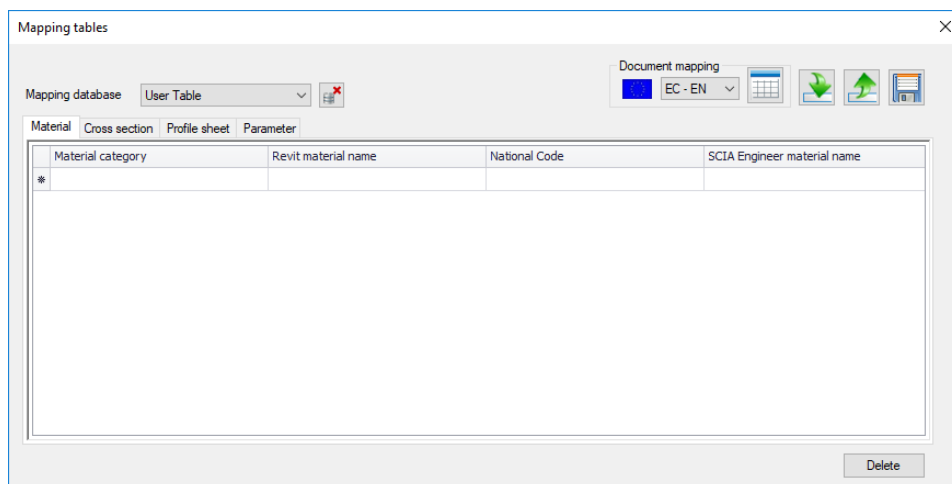 Mapping tables
Document mapping
Mapping database User Table EC - EN
Material Cross section Profile sheet Parameter
Material category Revit material name National Code SCIA Engineer material name
Delete